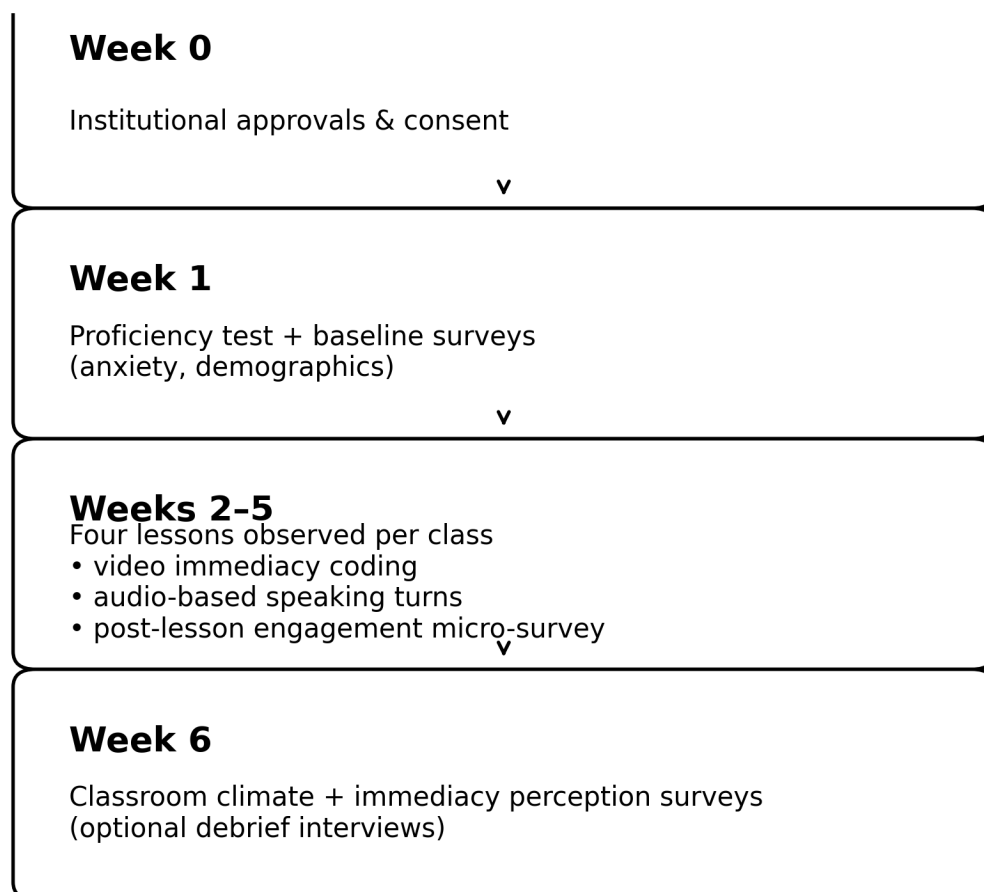 Week 0
Institutional approvals & consent
Week 1
Proficiency test + baseline surveys
(anxiety, demographics)
Weeks 2–5
Four lessons observed per class
• video immediacy coding
• audio-based speaking turns
• post-lesson engagement micro-survey
Week 6
Classroom climate + immediacy perception surveys
(optional debrief interviews)